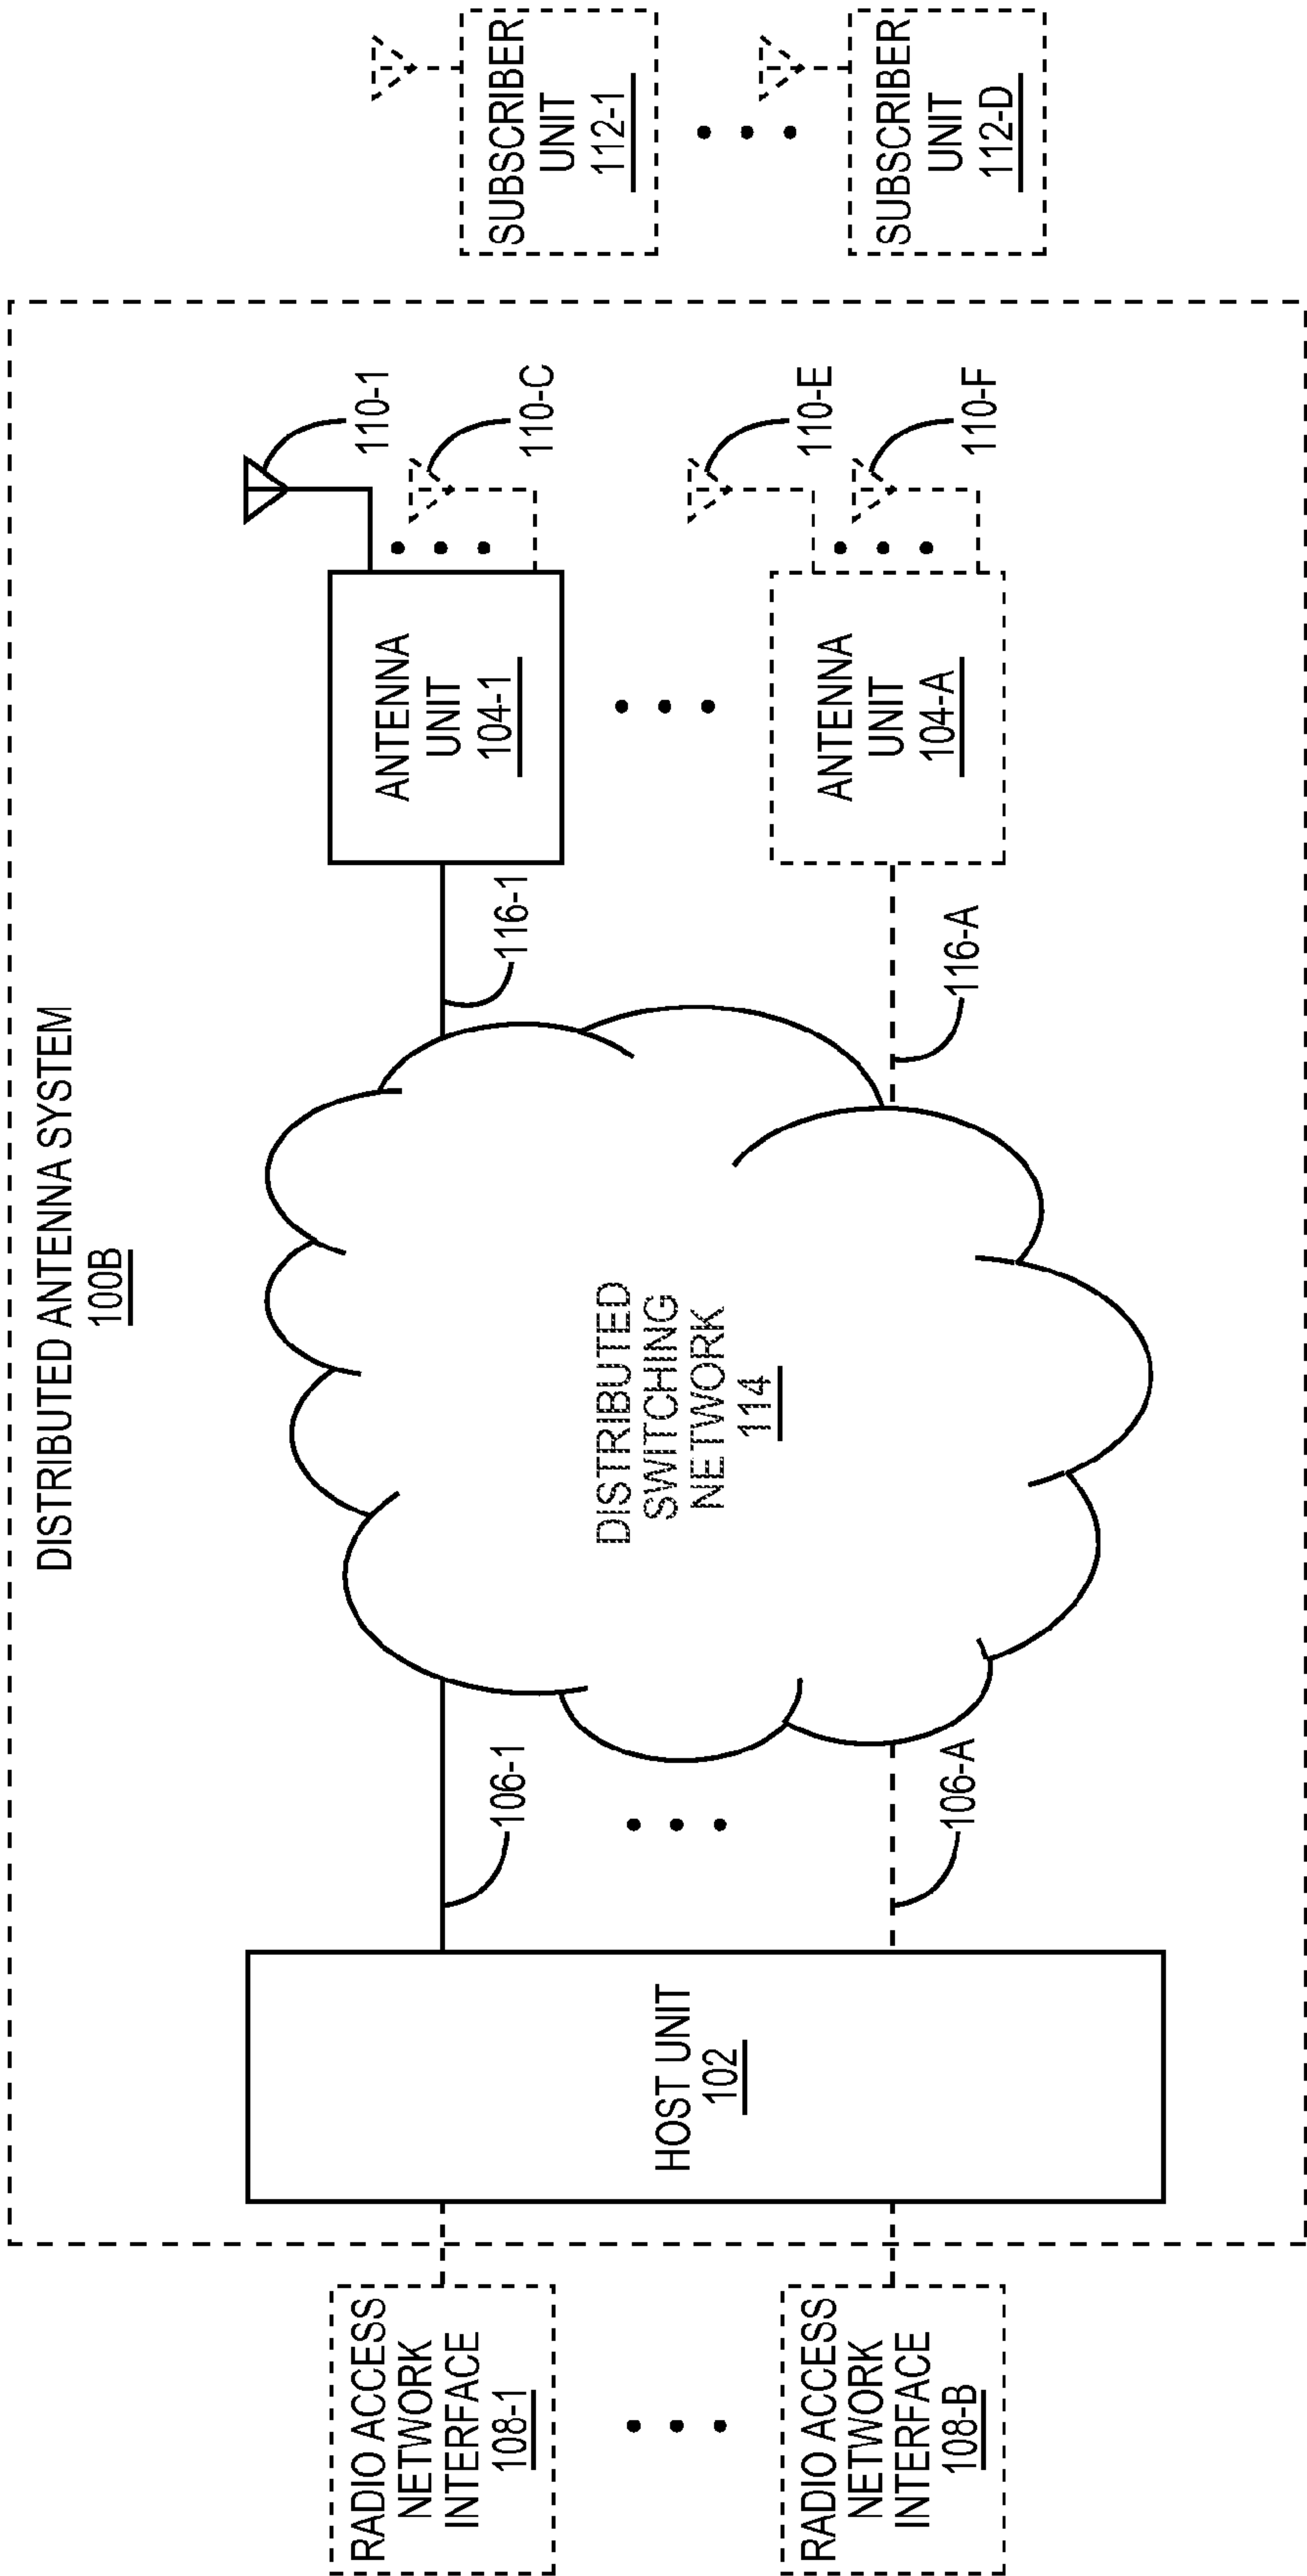 DISTRIBUTED ANTENNA SYSTEM
100B
RADIO ACCESS
NETWORK
INTERFACE
108-1
RADIO ACCESS
NETWORK
INTERFACE
108-B
HOST UNIT
102
106-1
106-A
DISTRIBUTED
SWITCHING
NETWORK
114
116-1
116-A
ANTENNA
UNIT
104-1
ANTENNA
UNIT
104-A
110-1
110-C
110-E
110-F
SUBSCRIBER
UNIT
112-1
SUBSCRIBER
UNIT
112-D